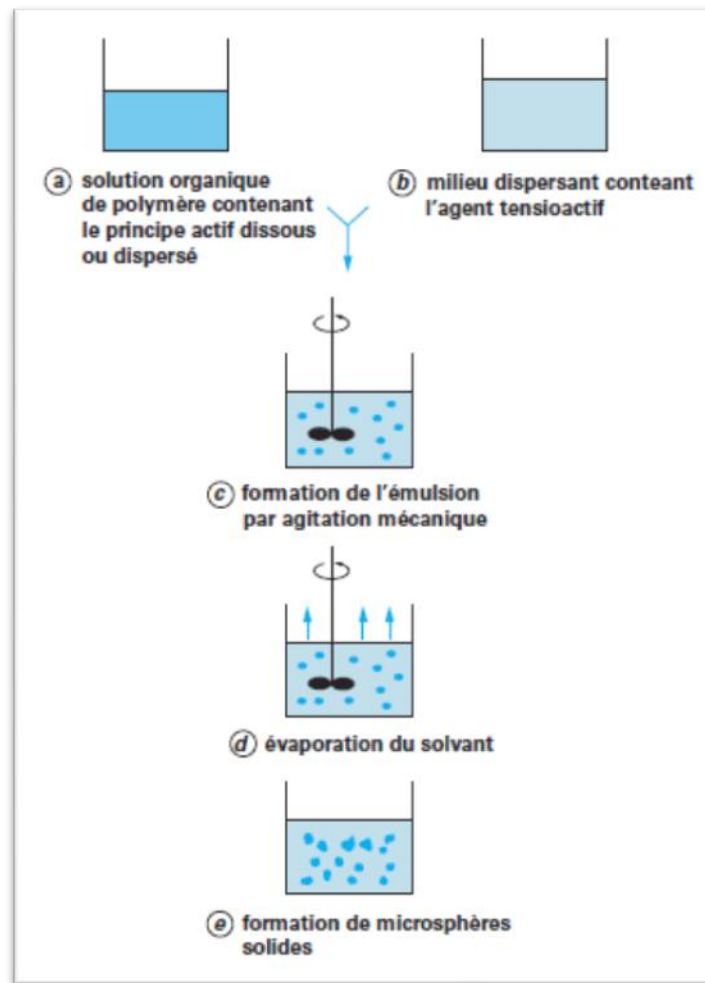 a solution organique
de polymère contenant
le principe actif dissous
ou dispersé
b milieu dispersant conteant
l'agent tensioactif
c formation de l'émulsion
par agitation mécanique
d évaporation du solvant
e formation de microsphères
solides